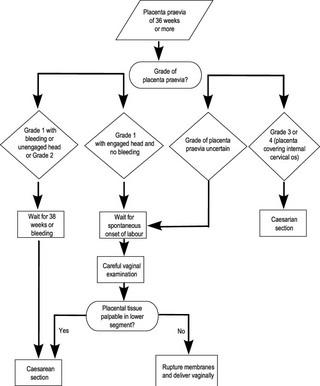 Placenta praevia
of 36 weeks
or more
Grade of
placenta praevia?
Grade 1 with
bleeding or
unengaged head
or Grade 2
Grade 1
with engaged head and
no bleeding
Grade of placenta
praevia uncertain
Grade 3 or
4 (placenta
covering internal
cervical os)
Wait for 38
weeks or
bleeding
Wait for
spontaneous
onset of labour
Caesarian
section
Careful vaginal
examination
Placental tissue
palpable in lower
segment?
Yes
No
Caesarean
section
Rupture membranes
and deliver vaginally